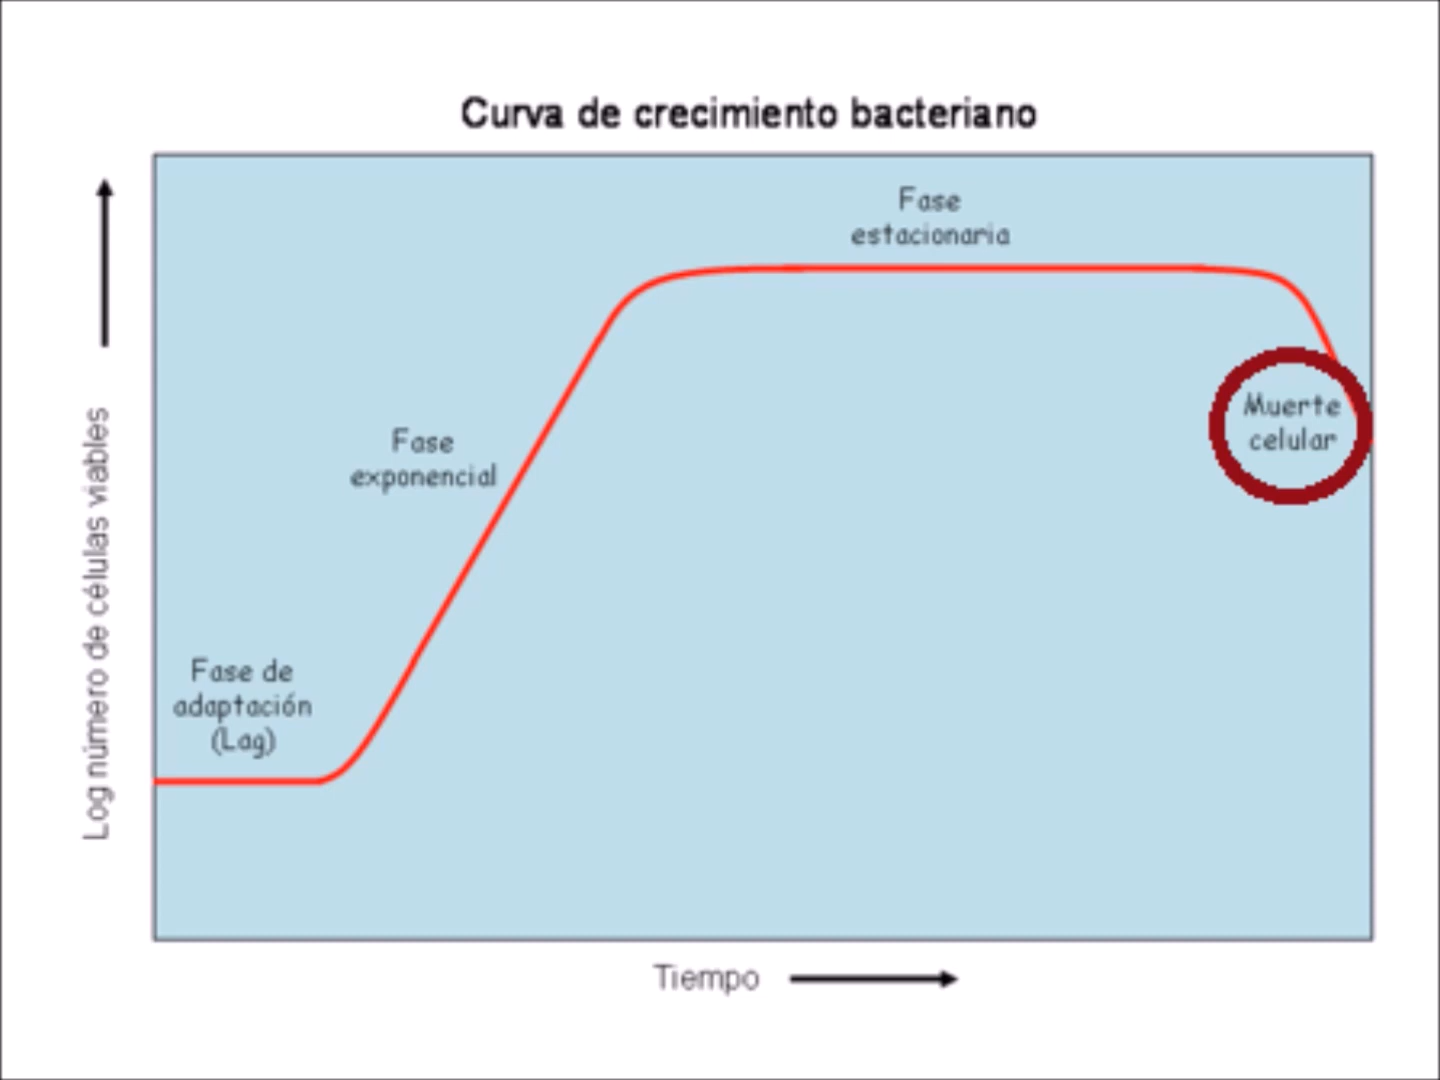 Curva de crecimiento bacteriano
Fase
estacionaria
Muerte
celular
Fase
exponencial
Fase de
adaptación
(Lag)
Log número de células viables
Tiempo